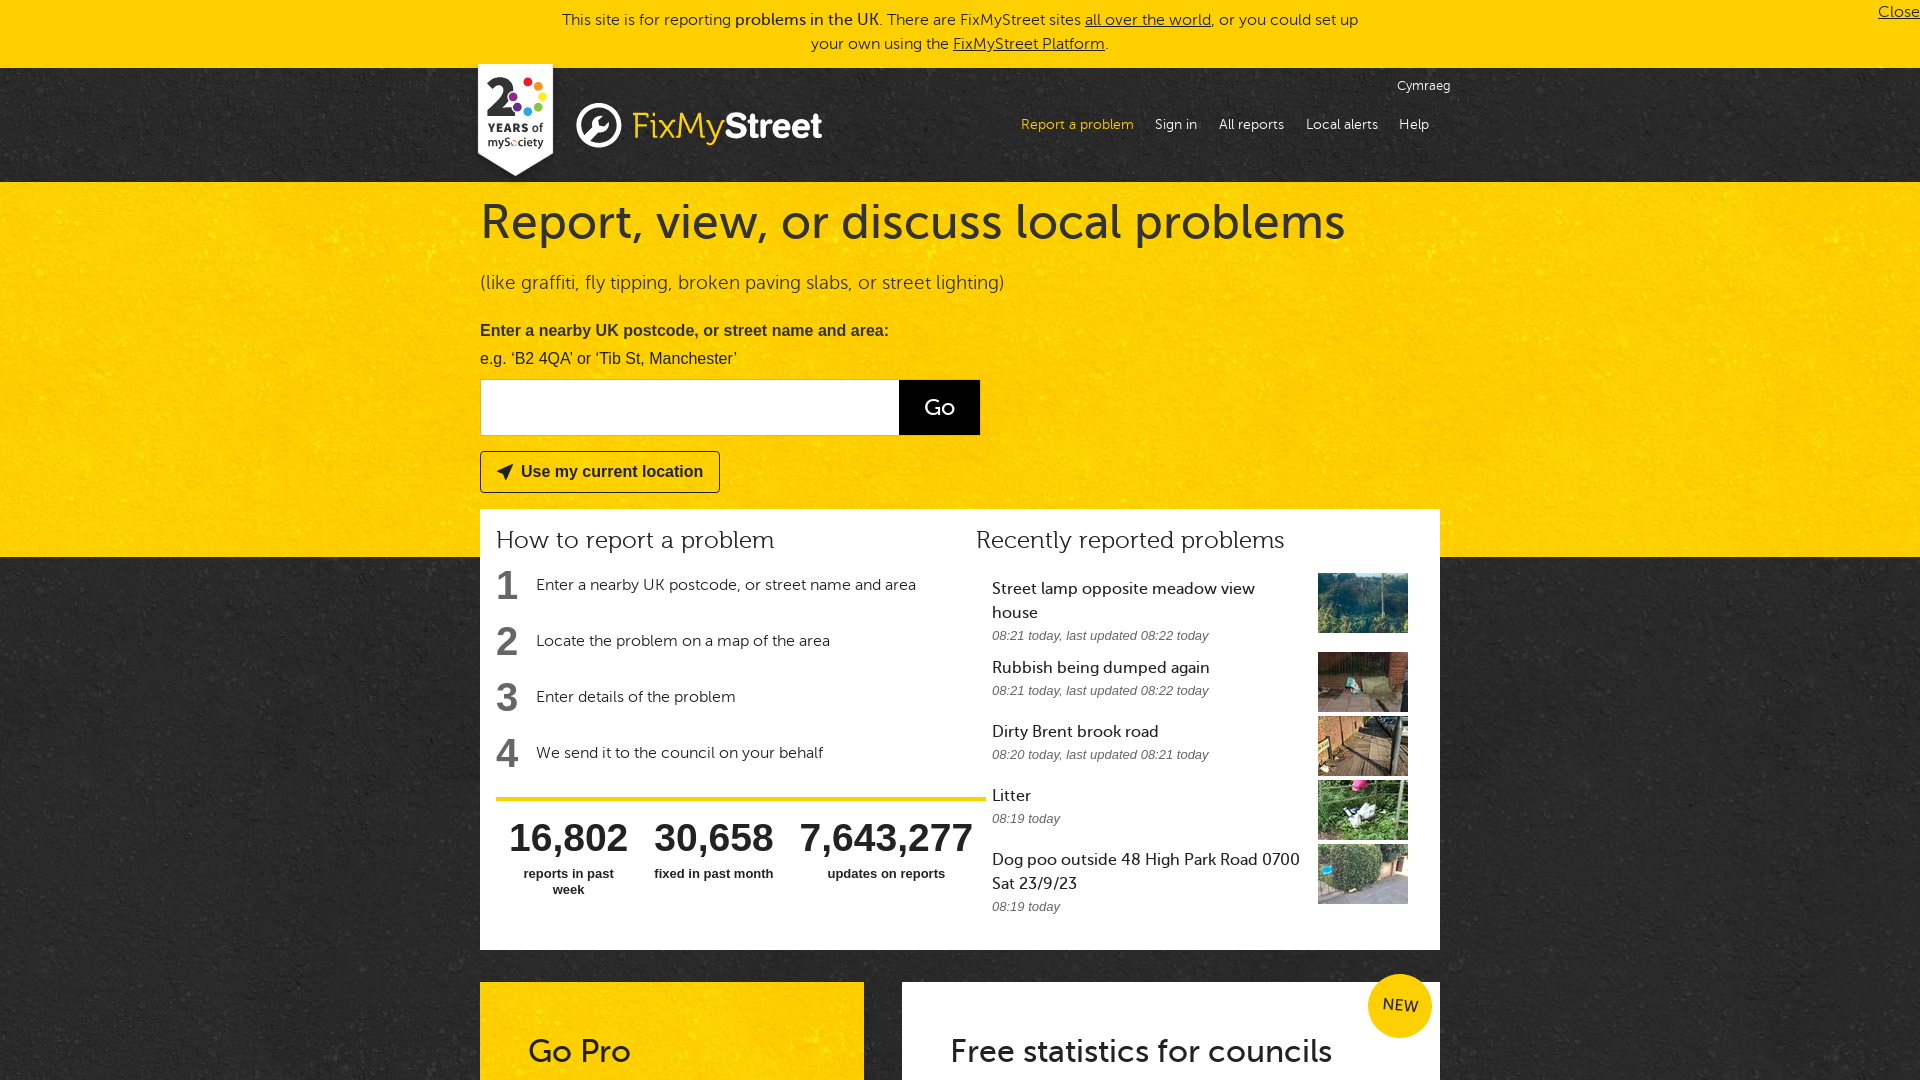 This site is for reporting problems in the UK. There are FixMyStreet sites all over the world, or you could set up
your own using the FixMyStreet Platform.
Close
20
YEARS of
mySociety
FixMyStreet
Cymraeg
Report a problem
Sign in
All reports
Local alerts
Help
Report, view, or discuss local problems
(like graffiti, fly tipping, broken paving slabs, or street lighting)
Enter a nearby UK postcode, or street name and area:
e.g. ‘B2 4QA’ or ‘Tib St, Manchester’
Go
Use my current location
How to report a problem
1 Enter a nearby UK postcode, or street name and area
2 Locate the problem on a map of the area
3 Enter details of the problem
4 We send it to the council on your behalf
16,802
reports in past
week
30,658
fixed in past month
7,643,277
updates on reports
Recently reported problems
Street lamp opposite meadow view
house
08:21 today, last updated 08:22 today
Rubbish being dumped again
08:21 today, last updated 08:22 today
Dirty Brent brook road
08:20 today, last updated 08:21 today
Litter
08:19 today
Dog poo outside 48 High Park Road 0700
Sat 23/9/23
08:19 today
Go Pro
NEW
Free statistics for councils